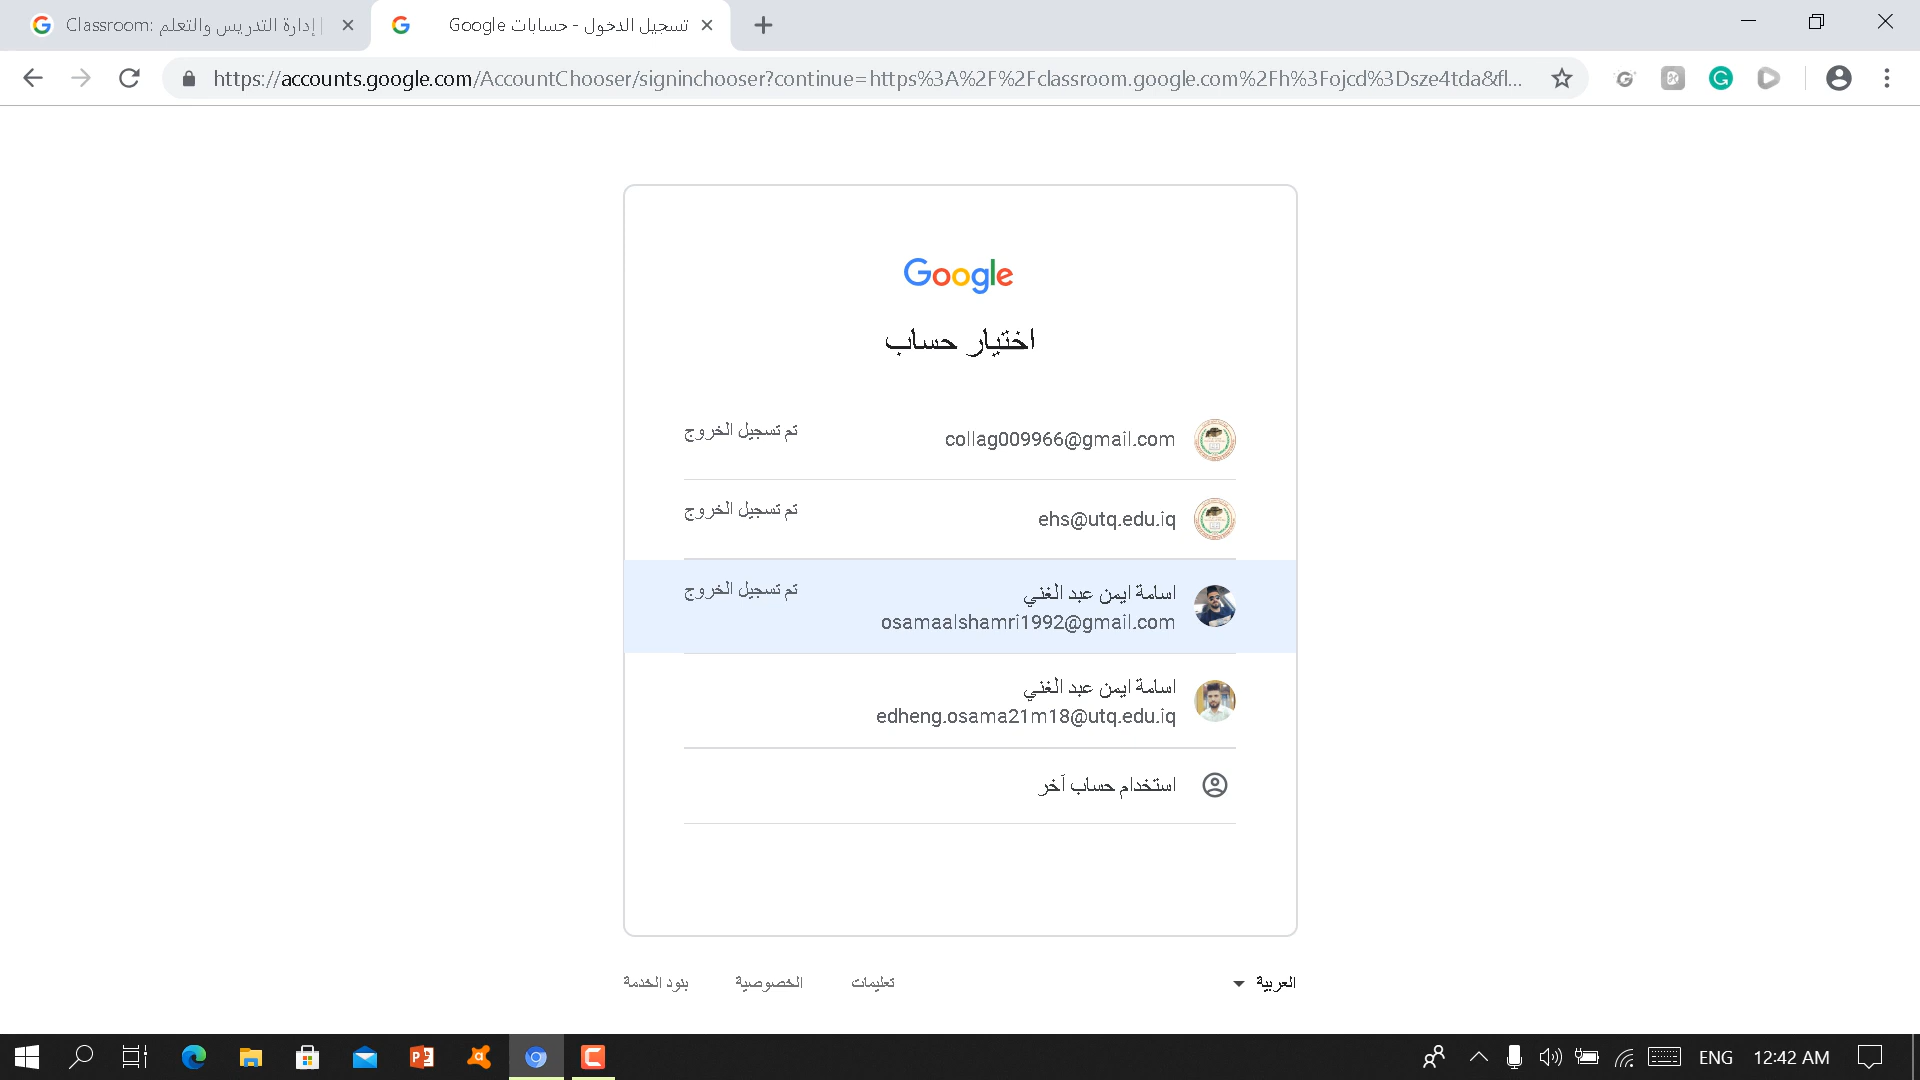 Classroom: إدارة التدريس والتعلم |
تسجيل الدخول - حسابات Google
https://accounts.google.com/AccountChooser/signinchooser?continue=https%3A%2F%2Fclassroom.google.com%2Fh%3Fojcd%3Dsze4tda&fl...
Google
اختيار حساب
collag009966@gmail.com
تم تسجيل الخروج
ehs@utq.edu.iq
تم تسجيل الخروج
اسامة ايمن عبد الغني
تم تسجيل الخروج
osamaalshamri1992@gmail.com
اسامة ايمن عبد الغني
edheng.osama21m18@utq.edu.iq
استخدام حساب آخر
العربية
تعليمات
الخصوصية
بنود الخدمة
ENG
12:42 AM